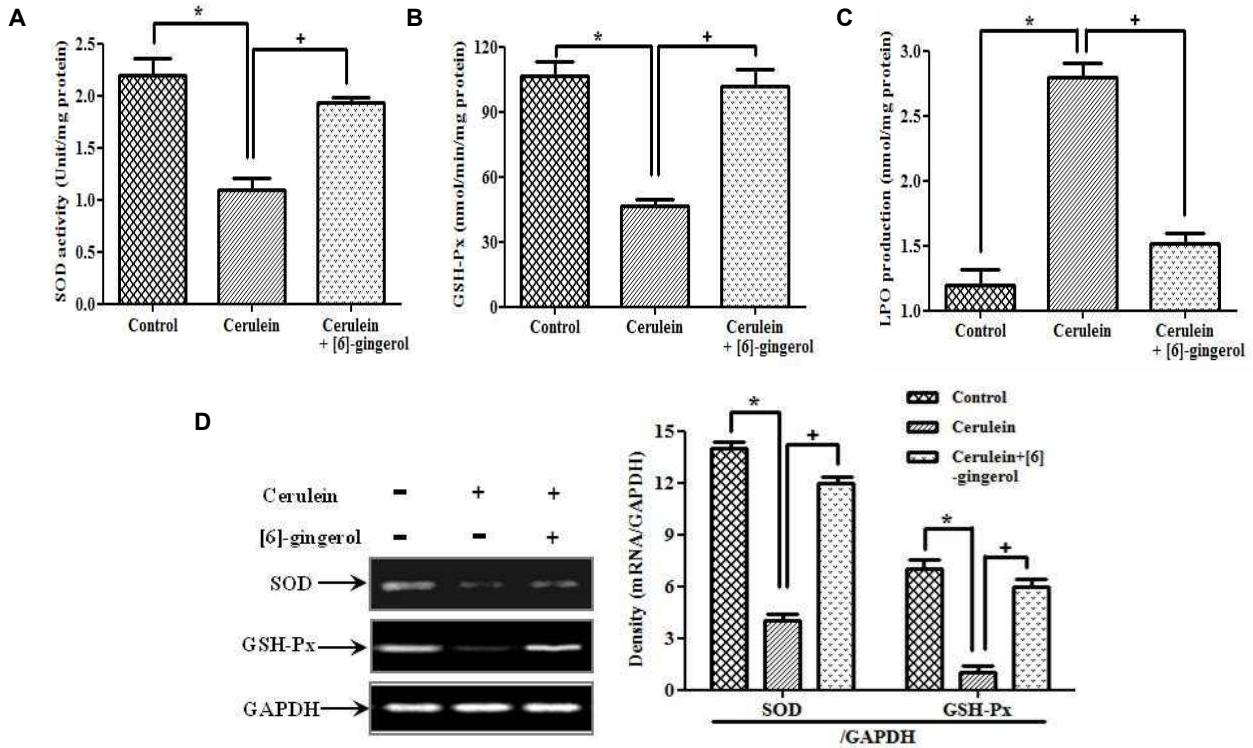 A
*
+
SOD activity (Unit/mg protein)
2.5
2.0
1.5
1.0
0.5
0.0
Control
Cerulein
Cerulein
+ [6]-gingerol
B
*
+
GSH-Px (nmol/min/mg protein)
120
90
60
30
0
Control
Cerulein
Cerulein
+ [6]-gingerol
C
*
+
LPO production (nmol/mg protein)
3.0
2.5
2.0
1.5
1.0
Control
Cerulein
Cerulein
+ [6]-gingerol
D
Cerulein - + +
[6]-gingerol - - +
SOD
GSH-Px
GAPDH
Control
Cerulein
Cerulein+[6]
-gingerol
*
+
*
+
Density (mRNA/GAPDH)
15
12
9
6
3
0
SOD GSH-Px
/GAPDH